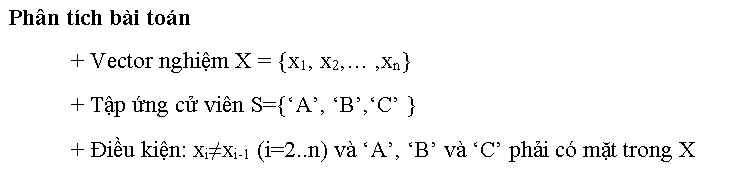 Phân tích bài toán
+ Vector nghiệm X = {x1, x2,… ,xn}
+ Tập ứng cử viên S={‘A’, ‘B’,‘C’ }
+ Điều kiện: xi≠xi-1 (i=2..n) và ‘A’, ‘B’ và ‘C’ phải có mặt trong X